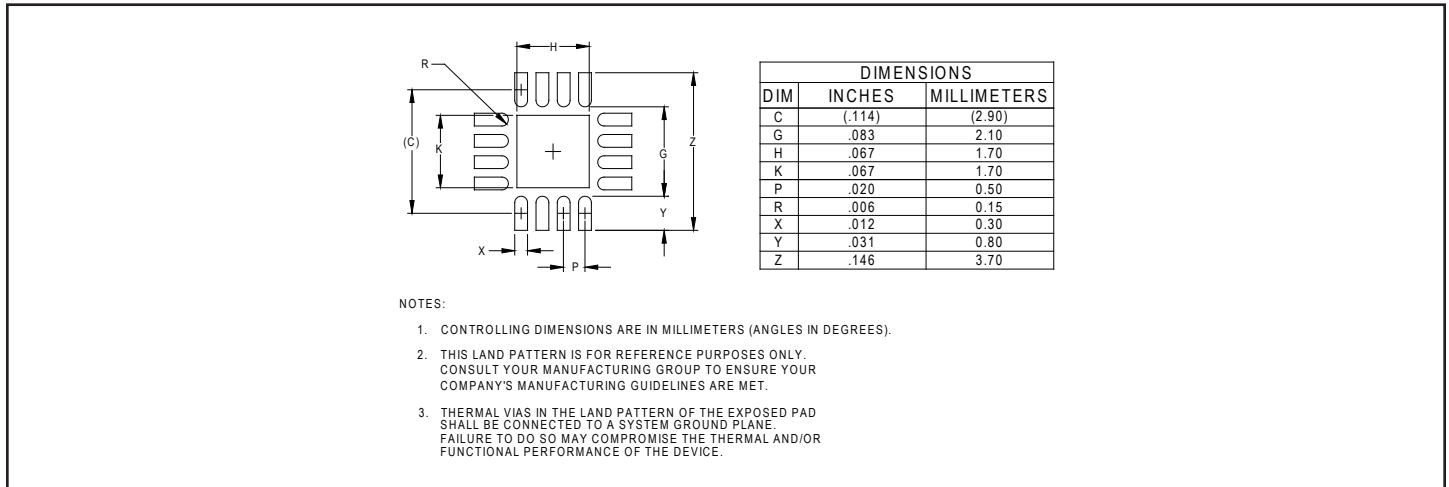 H
R
(C)
K
G
Z
Y
X
P
DIMENSIONS
DIM INCHES MILLIMETERS
C (.114) (2.90)
G .083 2.10
H .067 1.70
K .067 1.70
P .020 0.50
R .006 0.15
X .012 0.30
Y .031 0.80
Z .146 3.70
NOTES:
1. CONTROLLING DIMENSIONS ARE IN MILLIMETERS (ANGLES IN DEGREES).
2. THIS LAND PATTERN IS FOR REFERENCE PURPOSES ONLY.
CONSULT YOUR MANUFACTURING GROUP TO ENSURE YOUR
COMPANY'S MANUFACTURING GUIDELINES ARE MET.
3. THERMAL VIAS IN THE LAND PATTERN OF THE EXPOSED PAD
SHALL BE CONNECTED TO A SYSTEM GROUND PLANE.
FAILURE TO DO SO MAY COMPROMISE THE THERMAL AND/OR
FUNCTIONAL PERFORMANCE OF THE DEVICE.